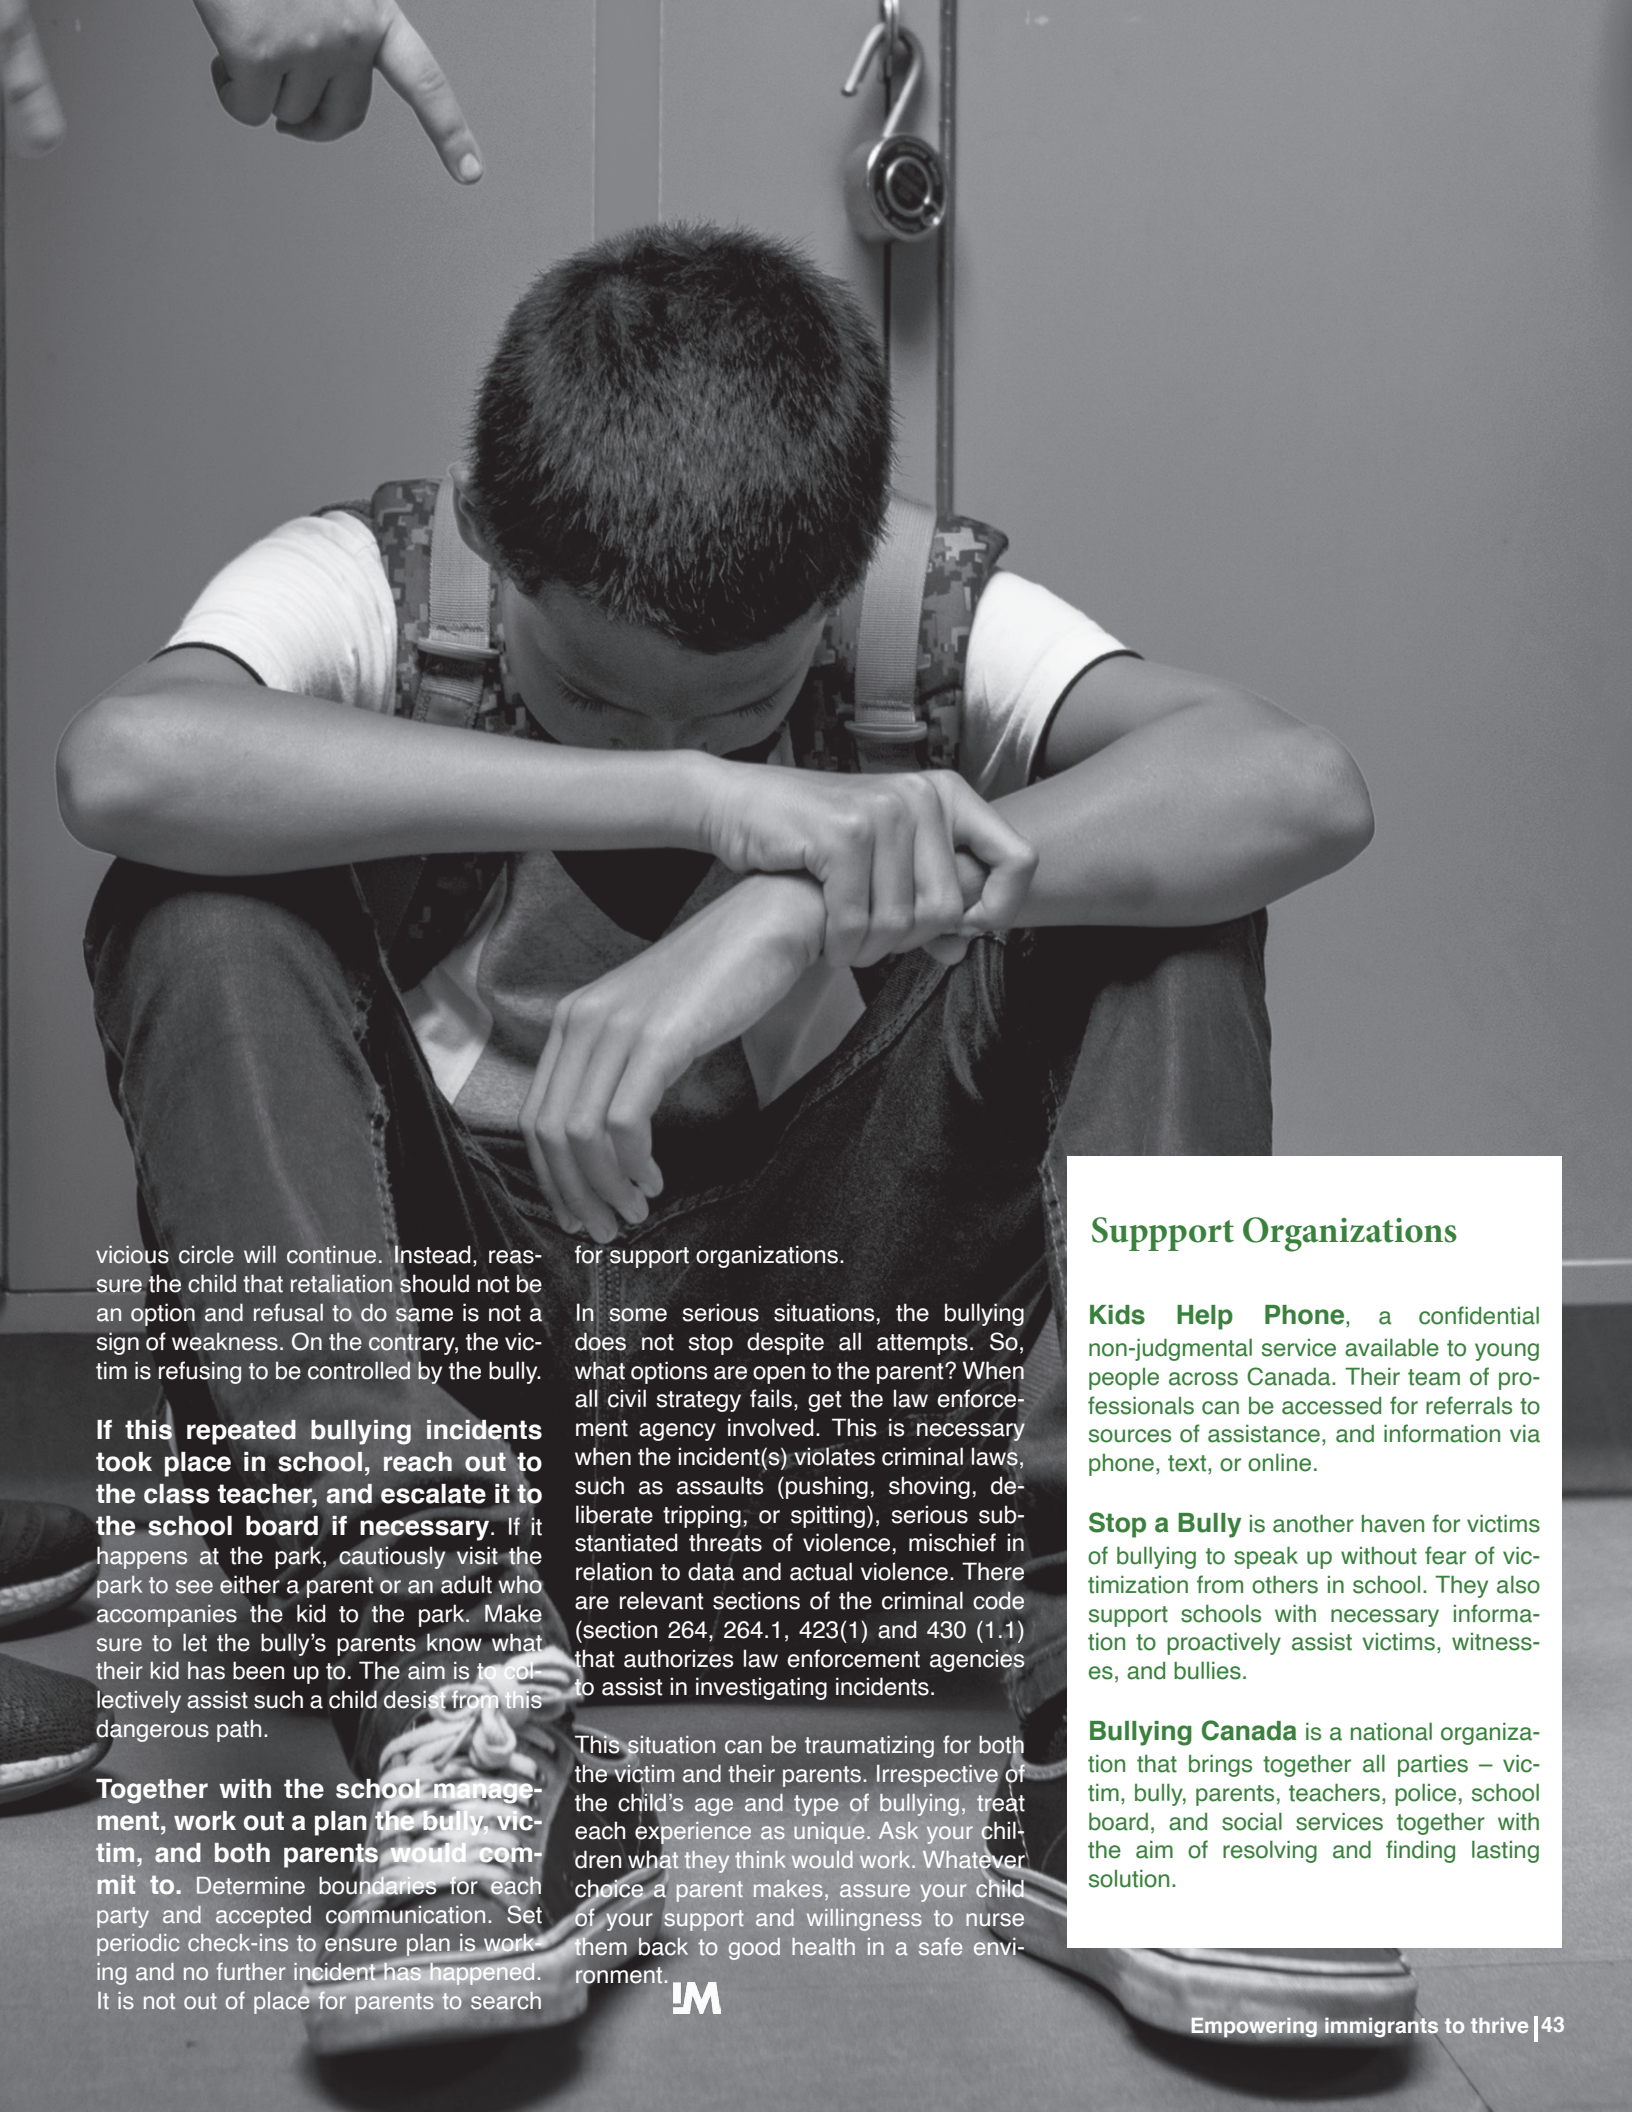 vicious circle will continue. Instead, reas-
sure the child that retaliation should not be
an option and refusal to do same is not a
sign of weakness. On the contrary, the vic-
tim is refusing to be controlled by the bully.
If this repeated bullying incidents
took place in school, reach out to
the class teacher, and escalate it to
the school board if necessary. If it
happens at the park, cautiously visit the
park to see either a parent or an adult who
accompanies the kid to the park. Make
sure to let the bully's parents know what
their kid has been up to. The aim is to col-
lectively assist such a child desist from this
dangerous path.
Together with the school manage-
ment, work out a plan the bully, vic-
tim, and both parents would com-
mit to. Determine boundaries for each
party and accepted communication. Set
periodic check-ins to ensure plan is work-
ing and no further incident has happened.
It is not out of place for parents to search
for support organizations.
In some serious situations, the bullying
does not stop despite all attempts. So,
what options are open to the parent? When
all civil strategy fails, get the law enforce-
ment agency involved. This is necessary
when the incident(s) violates criminal laws,
such as assaults (pushing, shoving, de-
liberate tripping, or spitting), serious sub-
stantiated threats of violence, mischief in
relation to data and actual violence. There
are relevant sections of the criminal code
(section 264, 264.1, 423(1) and 430 (1.1)
that authorizes law enforcement agencies
to assist in investigating incidents.
This situation can be traumatizing for both
the victim and their parents. Irrespective of
the child's age and type of bullying, treat
each experience as unique. Ask your chil-
dren what they think would work. Whatever
choice a parent makes, assure your child
of your support and willingness to nurse
them back to good health in a safe envi-
ronment.
IM
Suppport Organizations
Kids Help Phone, a confidential
non-judgmental service available to young
people across Canada. Their team of pro-
fessionals can be accessed for referrals to
sources of assistance, and information via
phone, text, or online.
Stop a Bully is another haven for victims
of bullying to speak up without fear of vic-
timization from others in school. They also
support schools with necessary informa-
tion to proactively assist victims, witness-
es, and bullies.
Bullying Canada is a national organiza-
tion that brings together all parties – vic-
tim, bully, parents, teachers, police, school
board, and social services together with
the aim of resolving and finding lasting
solution.
Empowering immigrants to thrive | 43